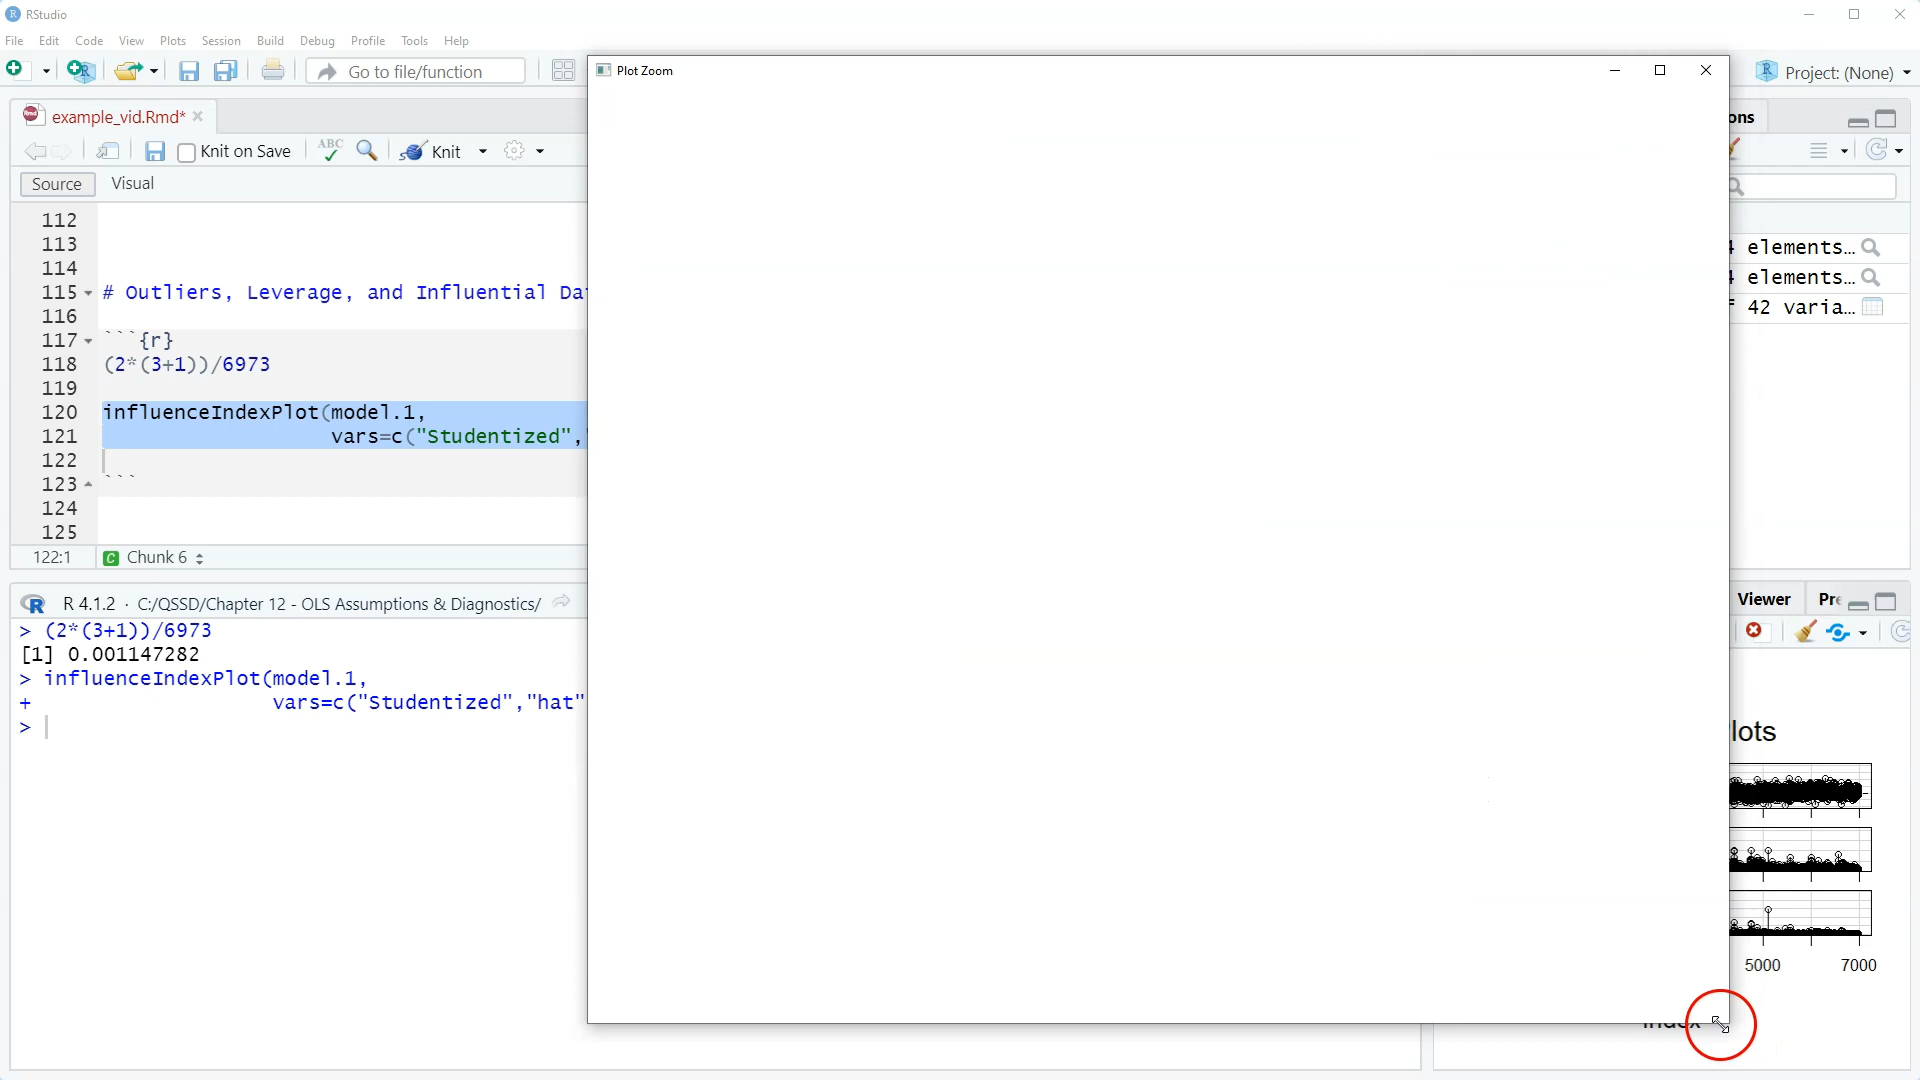 RStudio
File Edit Code View Plots Session Build Debug Profile Tools Help
Go to file/function
Project: (None)
Plot Zoom
example_vid.Rmd*
Knit on Save
ABC
Knit
Source Visual
112
113
114
115 # Outliers, Leverage, and Influential Da
116
117 ```{r}
118 (2*(3+1))/6973
119
120 influenceIndexPlot(model.1,
121 vars=c("Studentized",
122
123 ```
124
125
122:1 Chunk 6
ons
4 elements...
4 elements...
F 42 varia...
R 4.1.2 · C:/QSSD/Chapter 12 - OLS Assumptions & Diagnostics/
> (2*(3+1))/6973
[1] 0.001147282
> influenceIndexPlot(model.1,
+ vars=c("Studentized","hat"
>
Viewer
lots
5000 7000